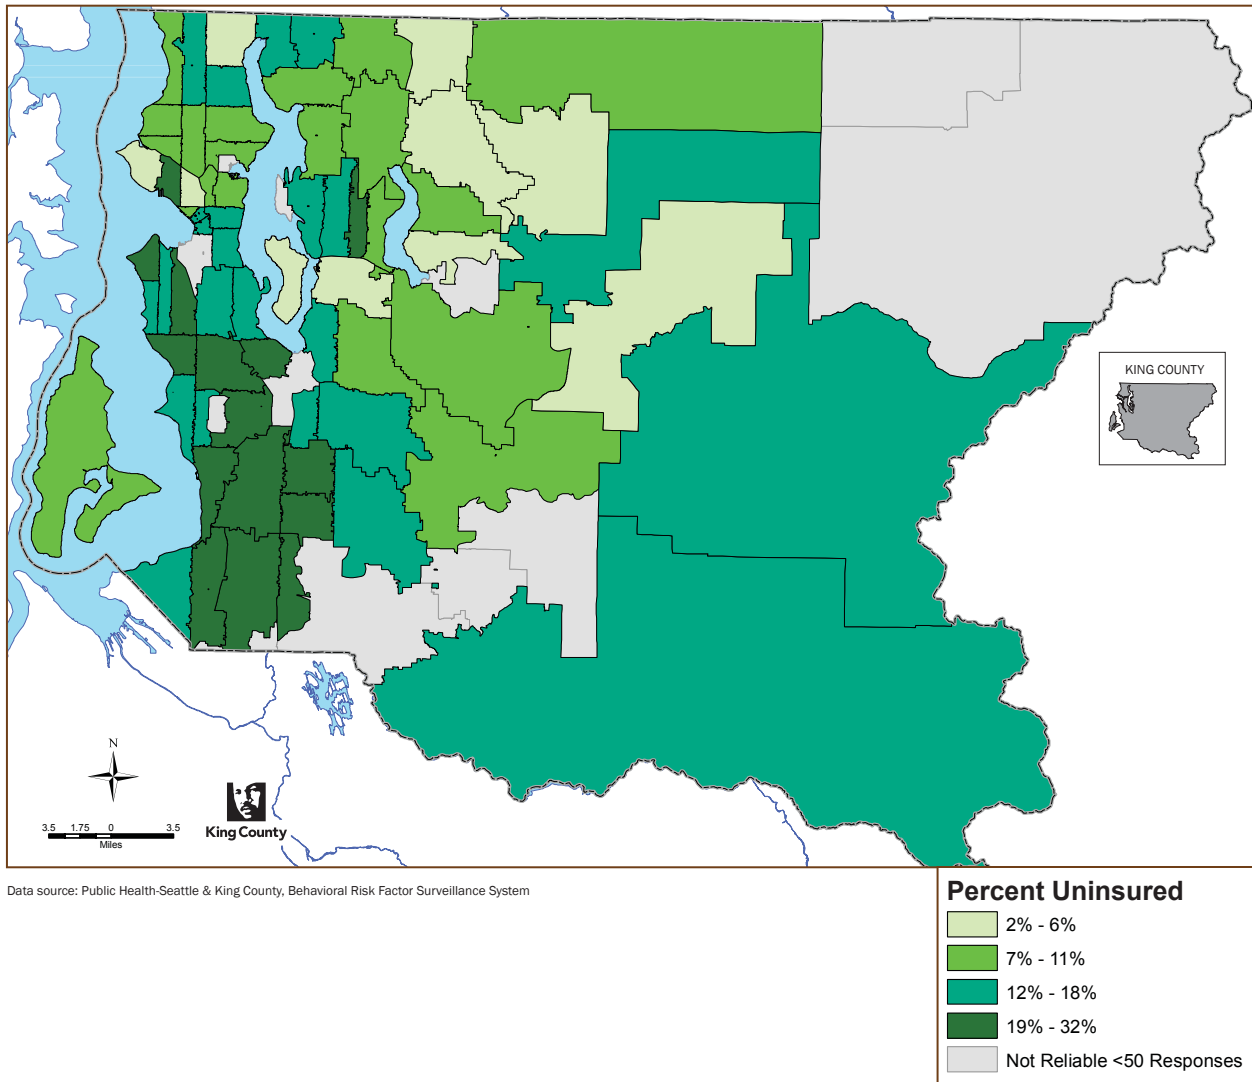 KING COUNTY
N
King County
3.5 1.75 0 3.5
Miles
Data source: Public Health-Seattle & King County, Behavioral Risk Factor Surveillance System
Percent Uninsured
2% - 6%
7% - 11%
12% - 18%
19% - 32%
Not Reliable <50 Responses